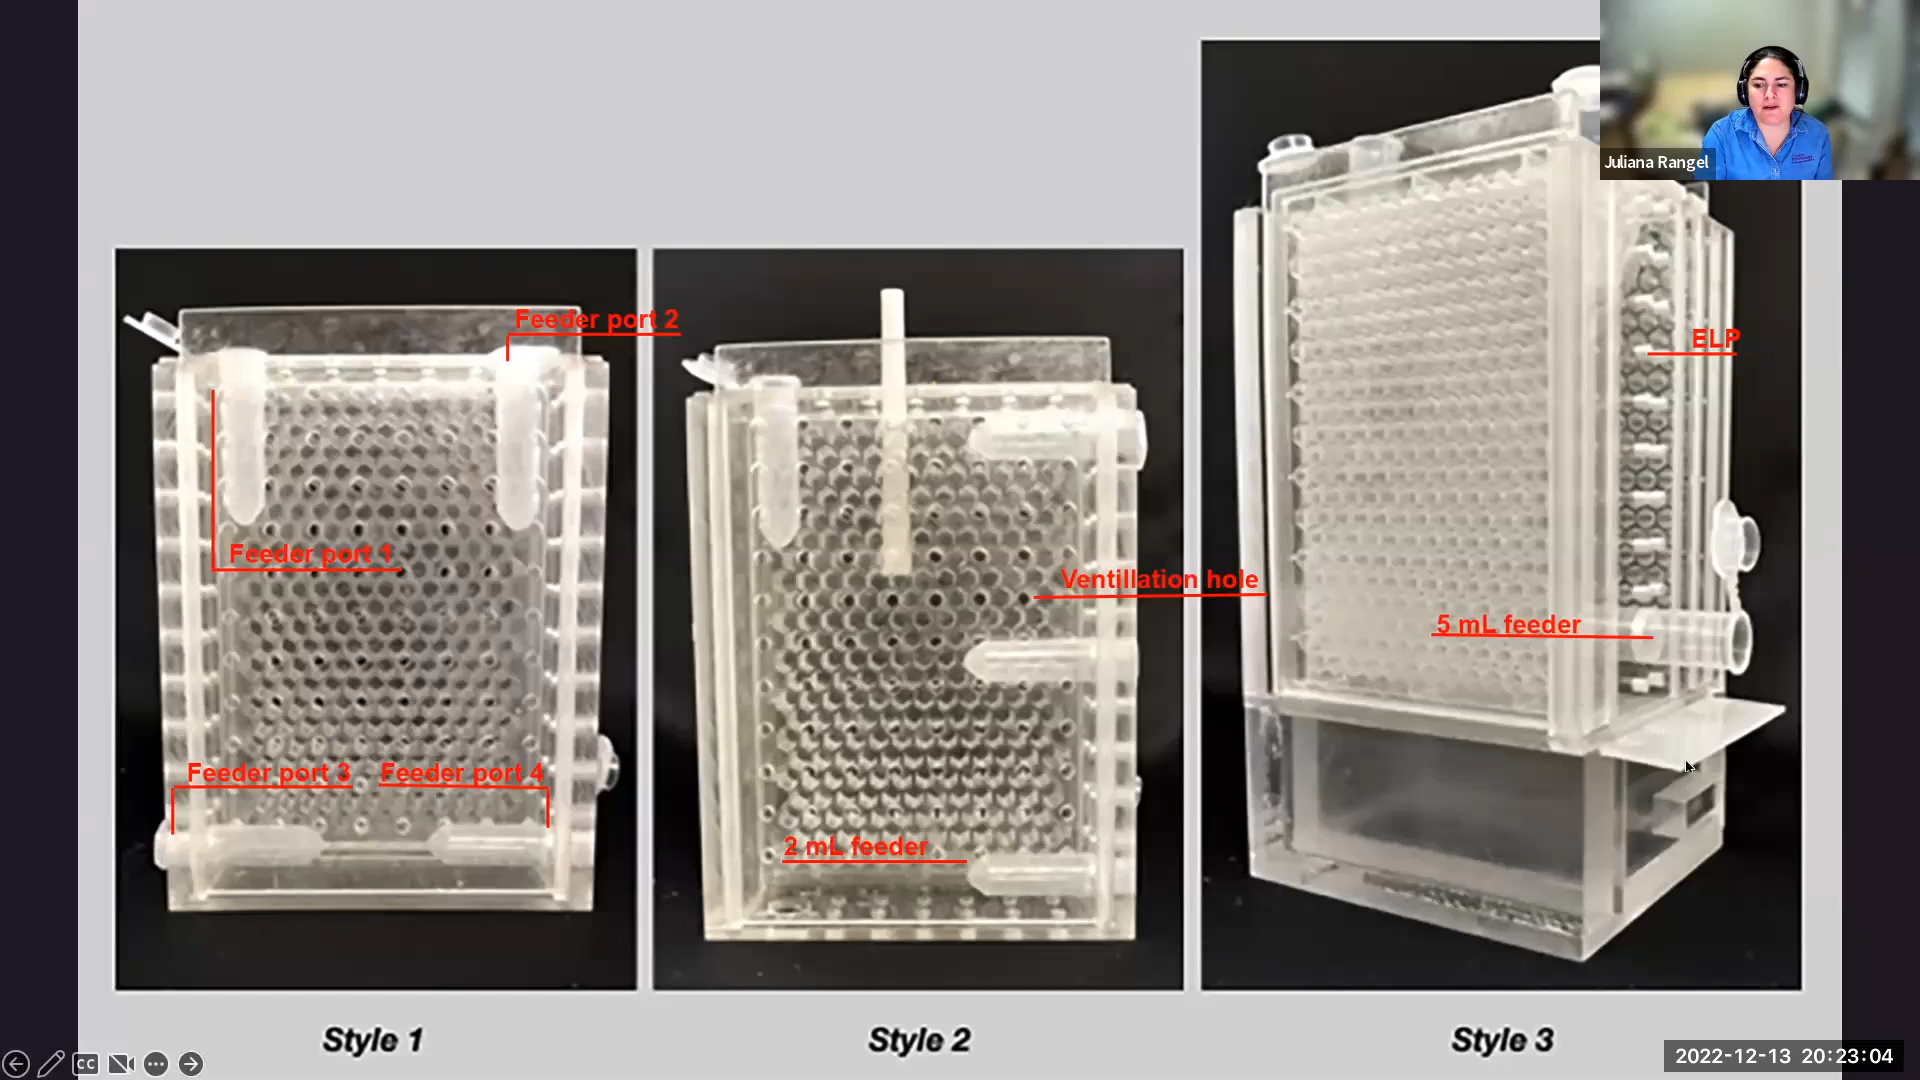 Juliana Rangel
Feeder port 2
ELP
Feeder port 1
Ventillation hole
5 mL feeder
Feeder port 3
Feeder port 4
2 mL feeder
Style 1
Style 2
Style 3
CC
2022-12-13 20:23:04